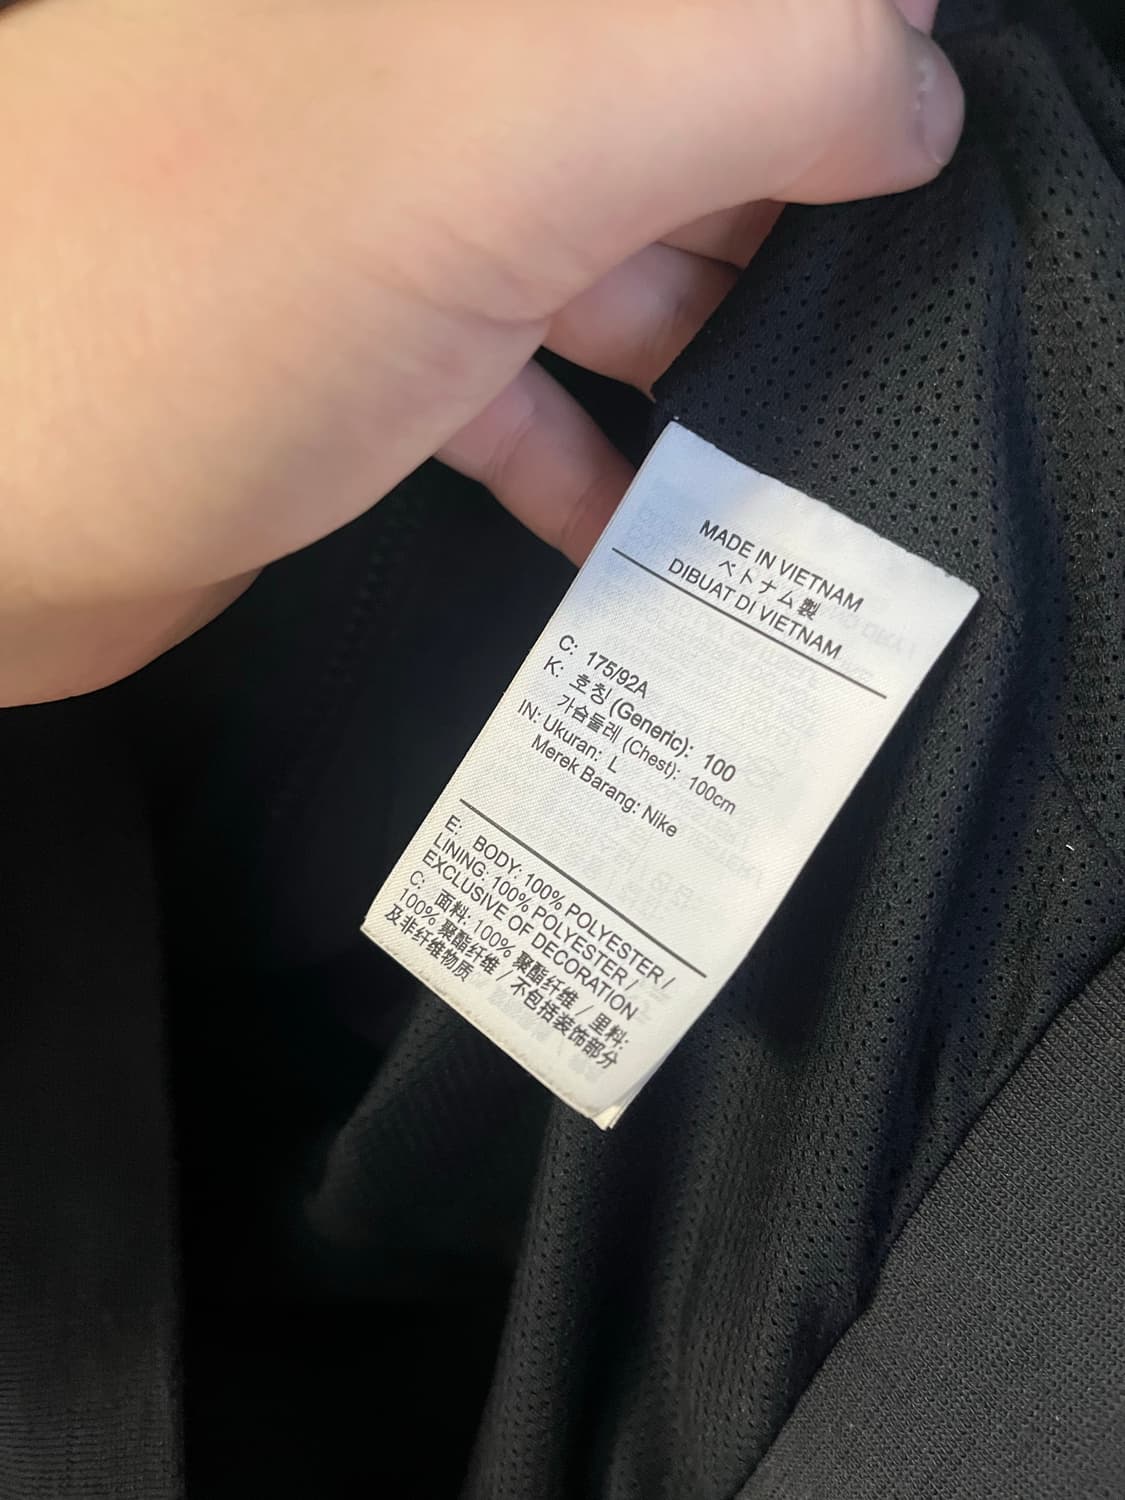 MADE IN VIETNAM
ベトナム製
DIBUAT DI VIETNAM
C: 175/92A
K: 호칭 (Generic): 100
가슴둘레 (Chest): 100cm
IN: Ukuran: L
Merek Barang: Nike
E: BODY: 100% POLYESTER /
LINING: 100% POLYESTER /
EXCLUSIVE OF DECORATION
C: 面料: 100% 聚酯纤维 / 里料:
100% 聚酯纤维 / 不包括装饰部分
及非纤维物质